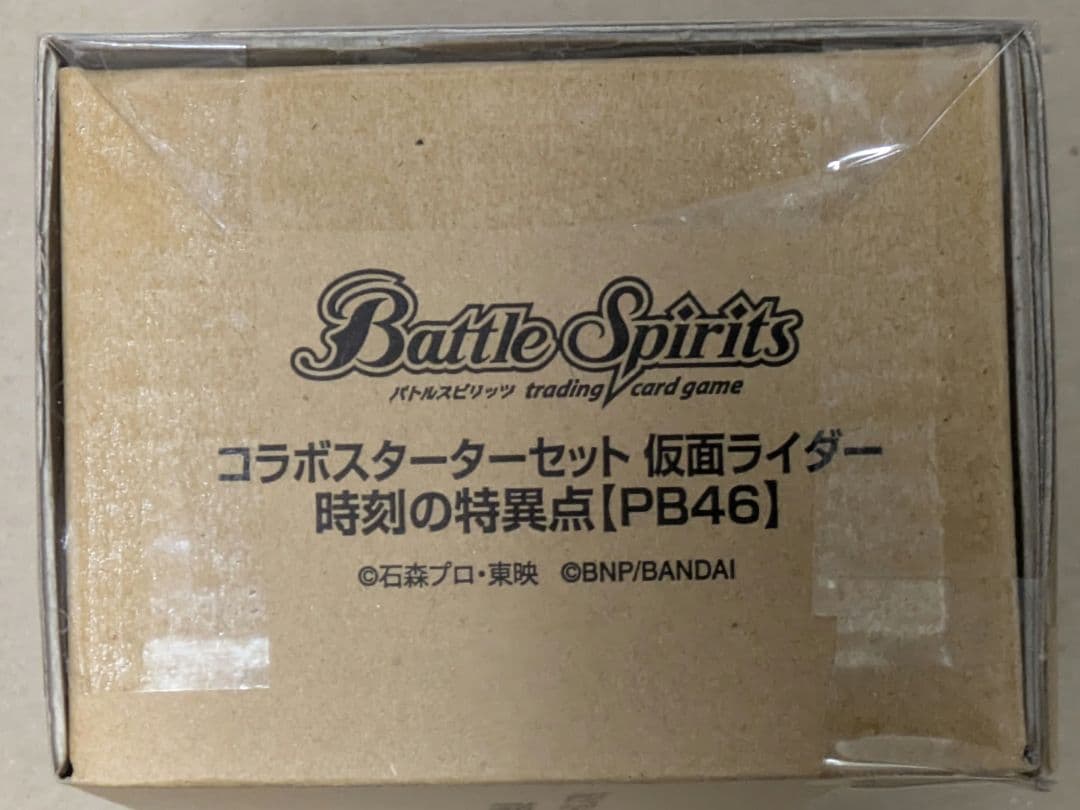 Battle Spirits
バトルスピリッツ trading card game
コラボスターターセット 仮面ライダー
時刻の特異点【PB46】
©石森プロ・東映 ©BNP/BANDAI